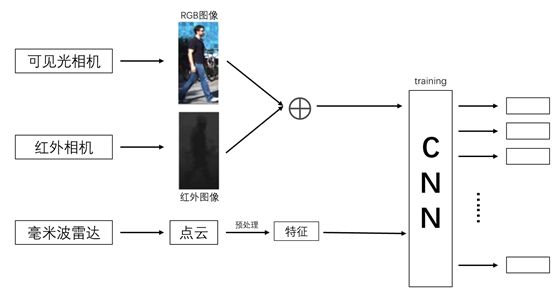 RGB图像
可见光相机
training
红外相机
CNN
红外图像
毫米波雷达
点云
预处理
特征